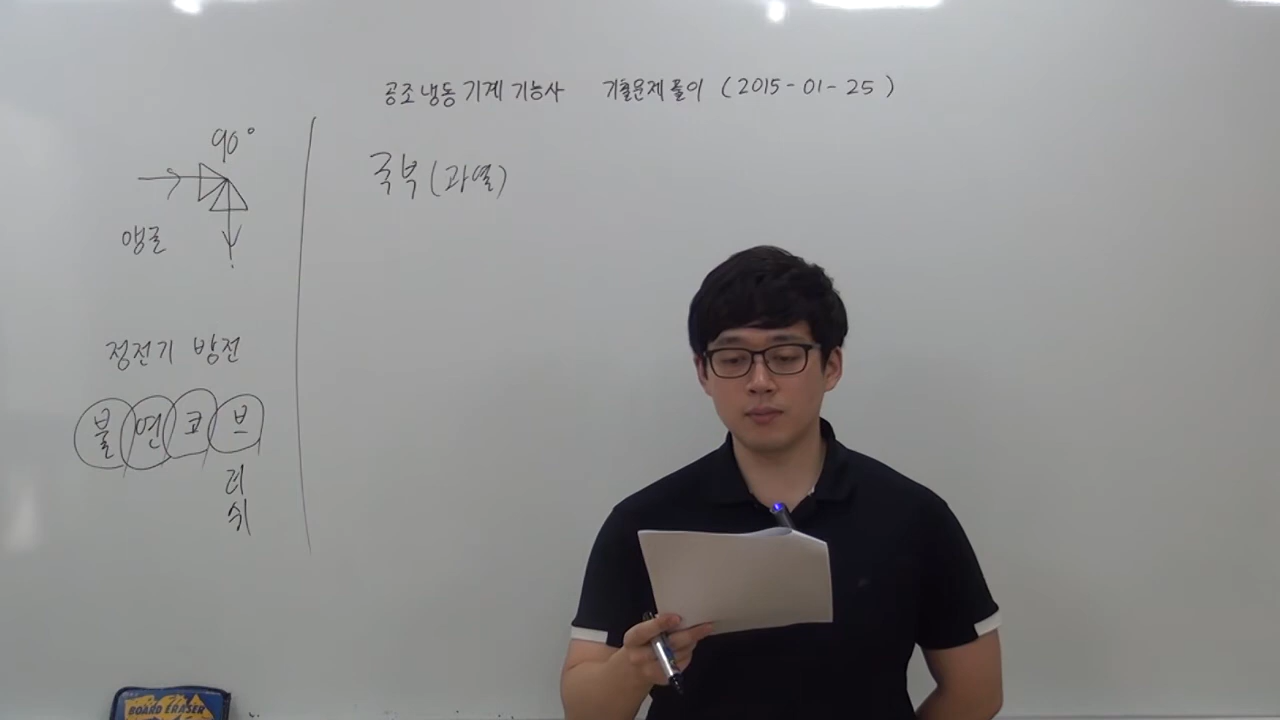 공조냉동기계기능사 기출문제풀이 (2015-01-25)
90°
앵글
정전기 방전
불 연 코 브
러
쉬
국부(과열)
BOARD ERASER